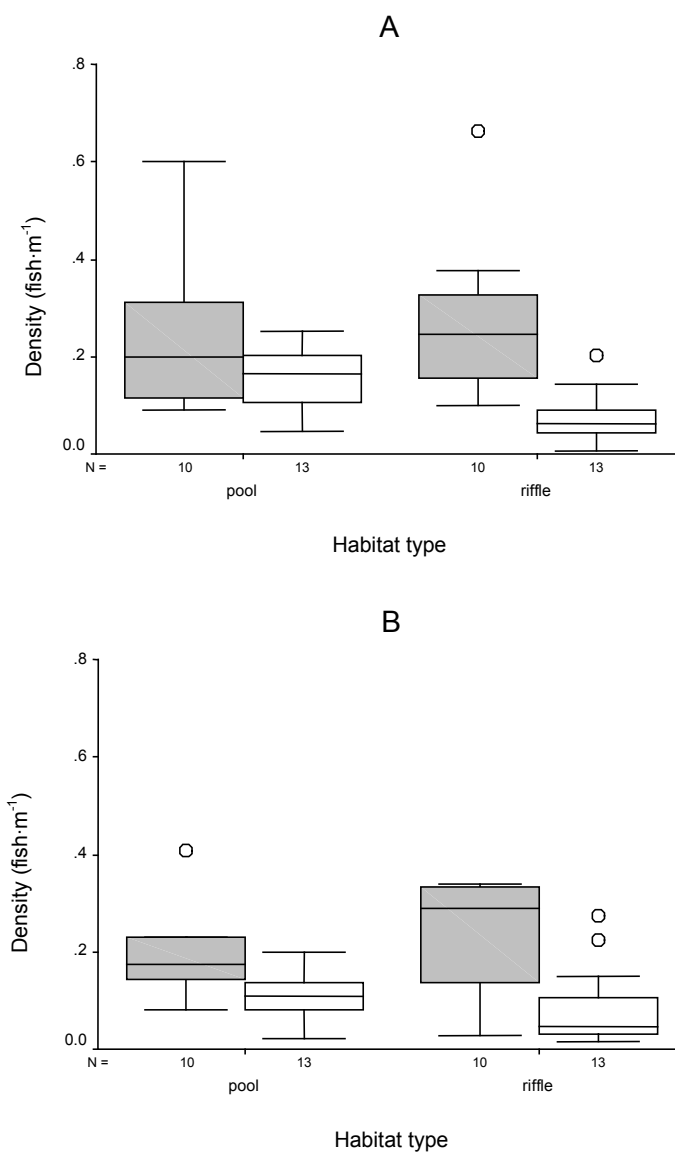 A
.8
.6
.4
.2
0.0
Density (fish·m⁻¹)
N = 10 13 10 13
pool riffle
Habitat type
B
.8
.6
.4
.2
0.0
Density (fish·m⁻¹)
N = 10 13 10 13
pool riffle
Habitat type